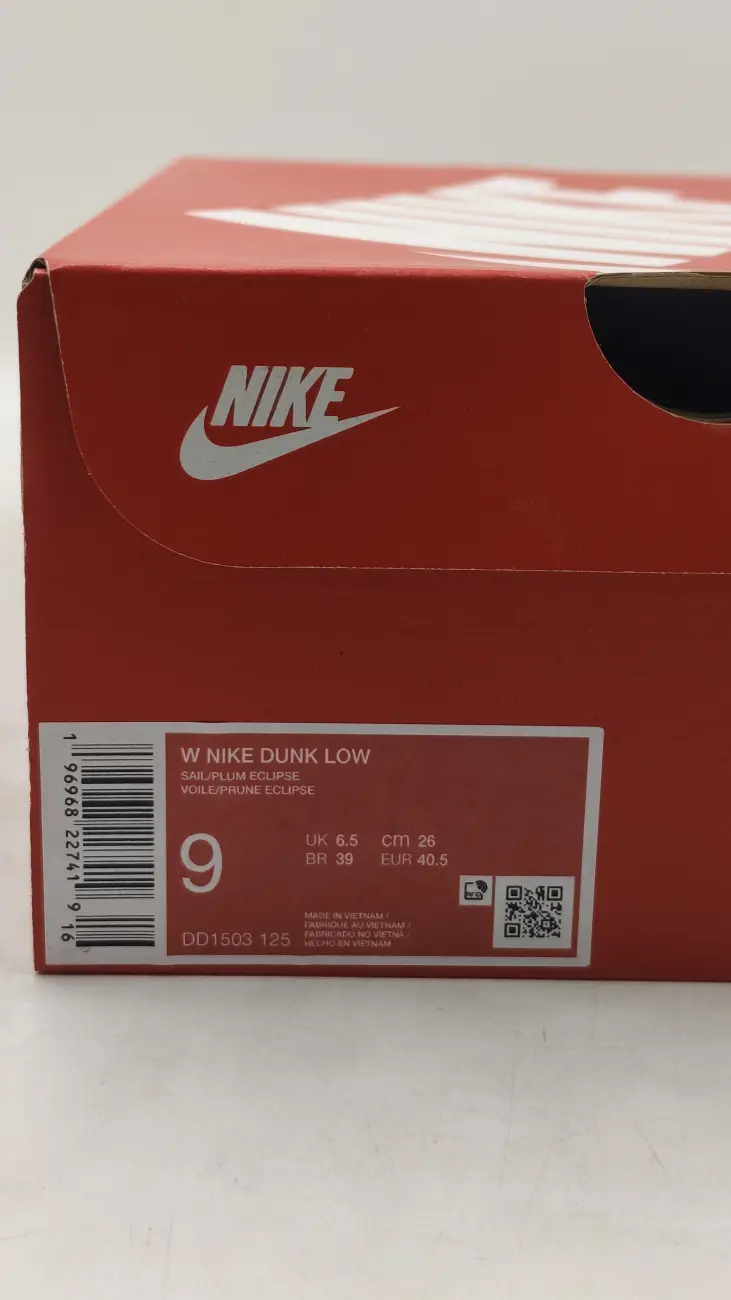 NIKE
1 96968 22741 9 16
W NIKE DUNK LOW
SAIL/PLUM ECLIPSE
VOILE/PRUNE ECLIPSE
9
UK 6.5 cm 26
BR 39 EUR 40.5
DD1503 125
MADE IN VIETNAM /
FABRIQUE AU VIETNAM /
FABRICADO NO VIETNÃ /
HECHO EN VIETNAM
RFID